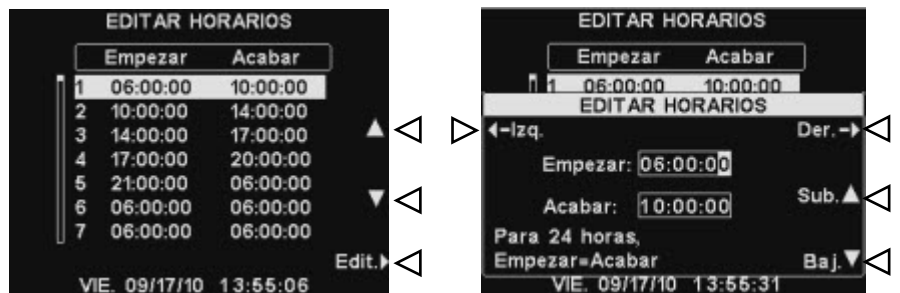 EDITAR HORARIOS
Empezar Acabar
1 06:00:00 10:00:00
2 10:00:00 14:00:00
3 14:00:00 17:00:00
4 17:00:00 20:00:00
5 21:00:00 06:00:00
6 06:00:00 06:00:00
7 06:00:00 06:00:00
Edit.
VIE. 09/17/10 13:55:06
EDITAR HORARIOS
Empezar Acabar
1 06:00:00 10:00:00
EDITAR HORARIOS
-Izq. Der.-
Empezar: 06:00:00
Sub.
Acabar: 10:00:00
Para 24 horas,
Empezar=Acabar Baj.
VIE. 09/17/10 13:55:31